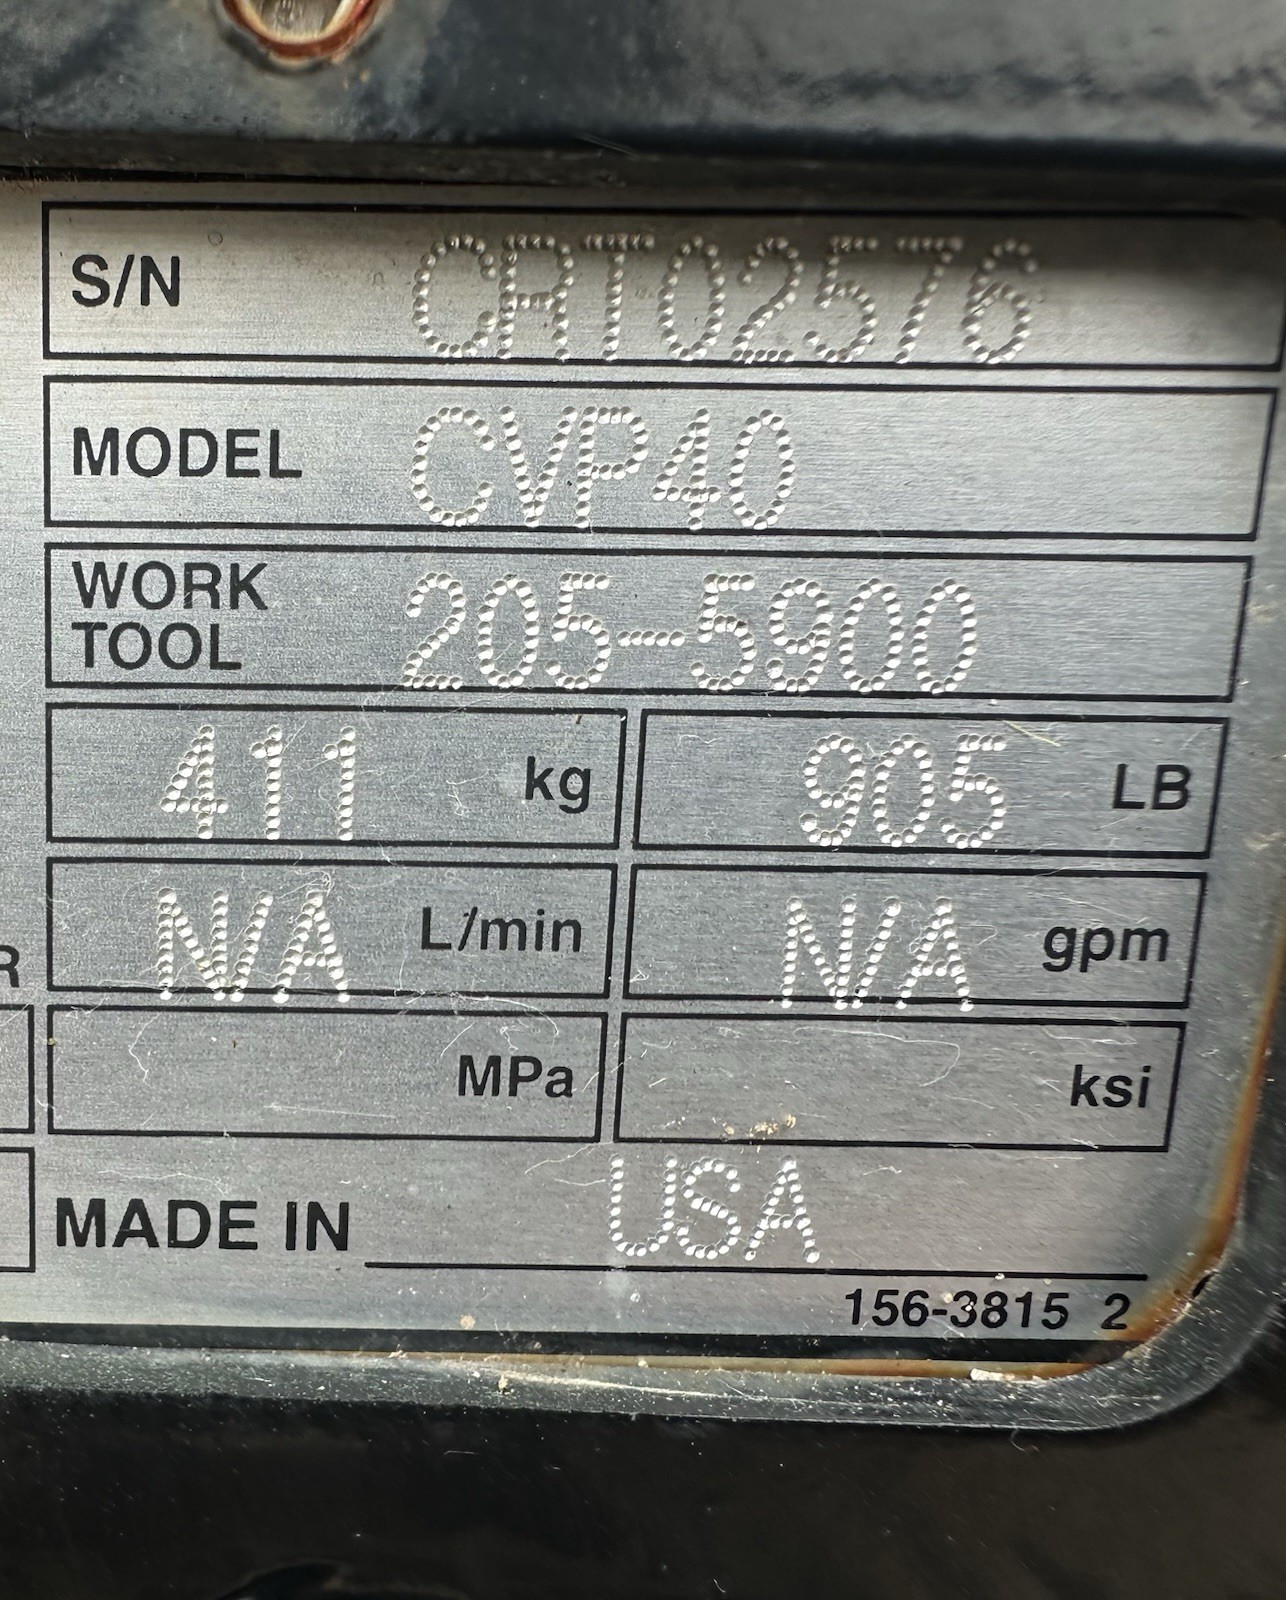 S/N CRT02576
MODEL CVP40
WORK TOOL 205-5900
411 kg 905 LB
N/A L/min N/A gpm
R
MPa ksi
MADE IN USA
156-3815 2